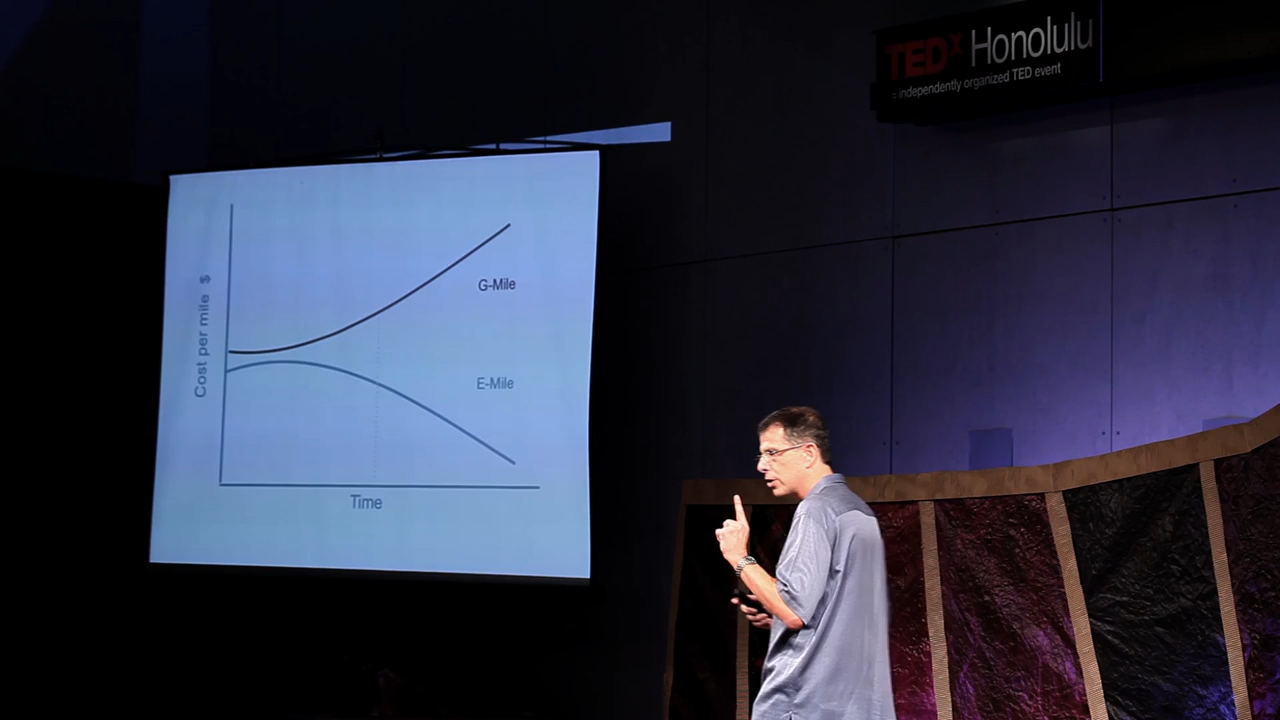 TEDx Honolulu
= independently organized TED event
Cost per mile $
G-Mile
E-Mile
Time